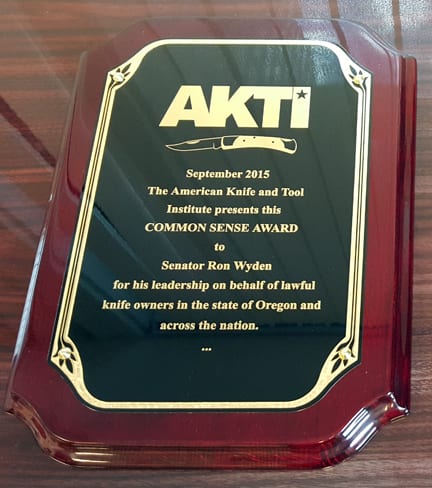 AKTI
September 2015
The American Knife and Tool
Institute presents this
COMMON SENSE AWARD
to
Senator Ron Wyden
for his leadership on behalf of lawful
knife owners in the state of Oregon and
across the nation.
...